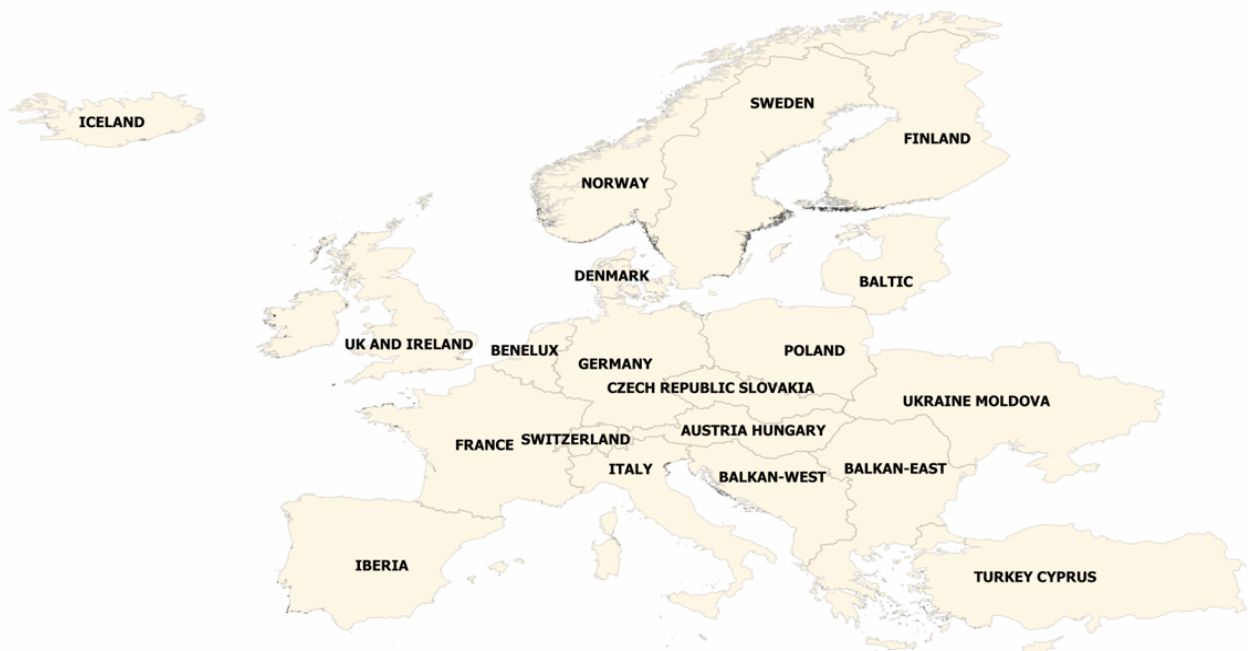 SWEDEN
ICELAND
FINLAND
NORWAY
DENMARK
BALTIC
UK AND IRELAND
BENELUX
POLAND
GERMANY
CZECH REPUBLIC SLOVAKIA
UKRAINE MOLDOVA
AUSTRIA HUNGARY
SWITZERLAND
FRANCE
ITALY
BALKAN-EAST
BALKAN-WEST
IBERIA
TURKEY CYPRUS